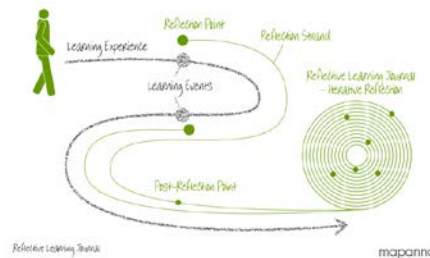 Reflection Point
Reflection Strand
Learning Experience
Learning Events
Reflective Learning Journal
- Iterative Reflection
Post-Reflection Point
Reflective Learning Journal
mapanna